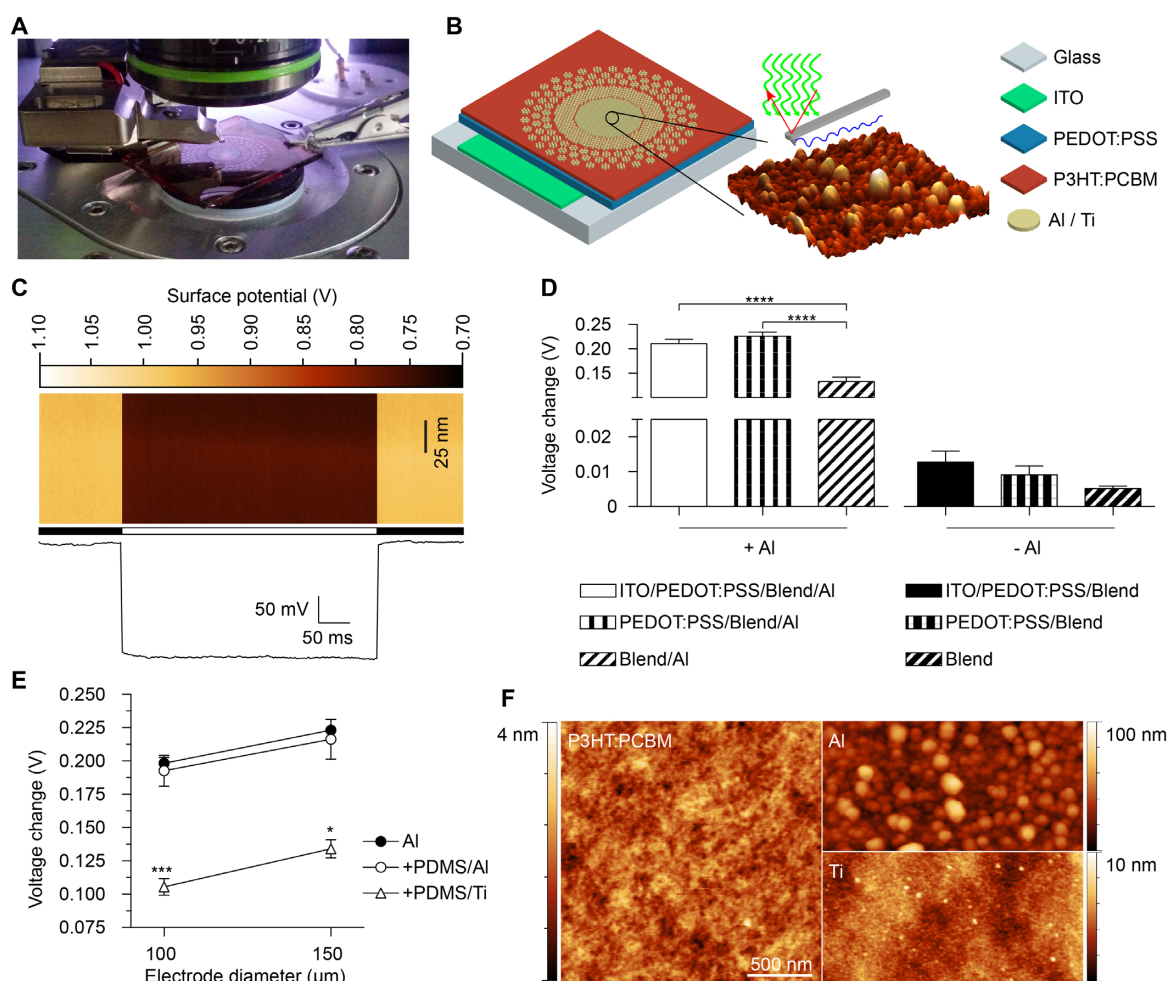 A
B
Glass
ITO
PEDOT:PSS
P3HT:PCBM
Al / Ti
C
Surface potential (V)
1.10
1.05
1.00
0.95
0.90
0.85
0.80
0.75
0.70
25 nm
50 mV
50 ms
D
****
****
Voltage change (V)
0.25
0.20
0.15
0.02
0.01
0
+ Al
- Al
ITO/PEDOT:PSS/Blend/Al
ITO/PEDOT:PSS/Blend
PEDOT:PSS/Blend/Al
PEDOT:PSS/Blend
Blend/Al
Blend
E
Voltage change (V)
0.250
0.225
0.200
0.175
0.150
0.125
0.100
0.075
***
*
Al
+PDMS/Al
+PDMS/Ti
100
150
Electrode diameter (μm)
F
4 nm
P3HT:PCBM
500 nm
Al
100 nm
Ti
10 nm